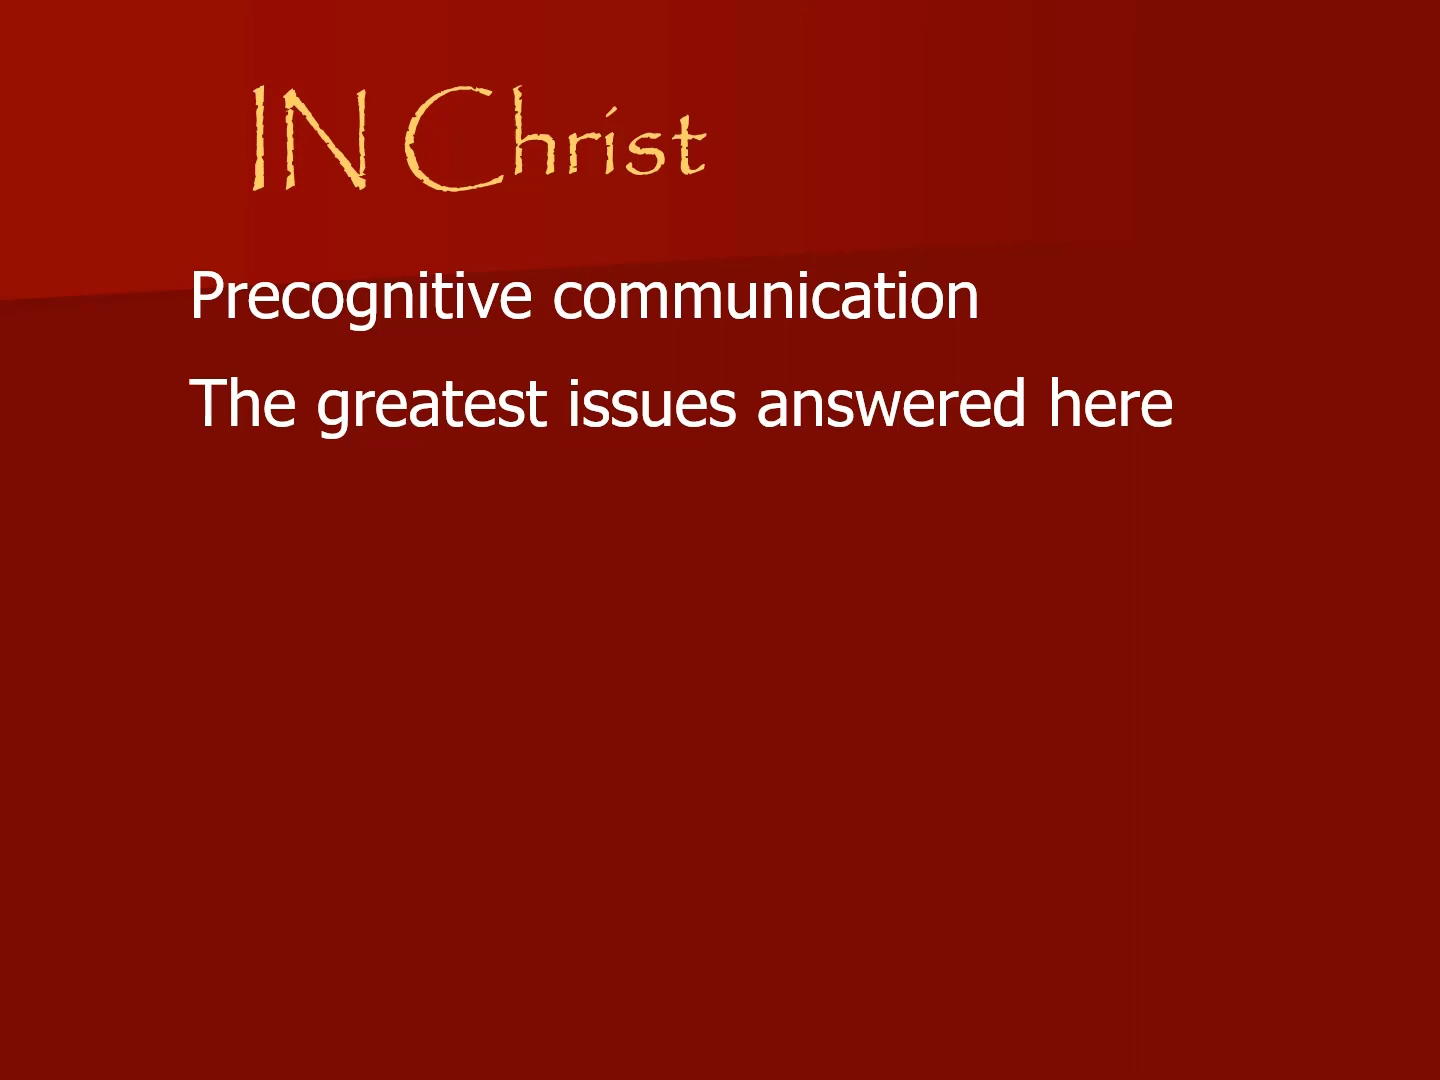 IN Christ
Precognitive communication
The greatest issues answered here